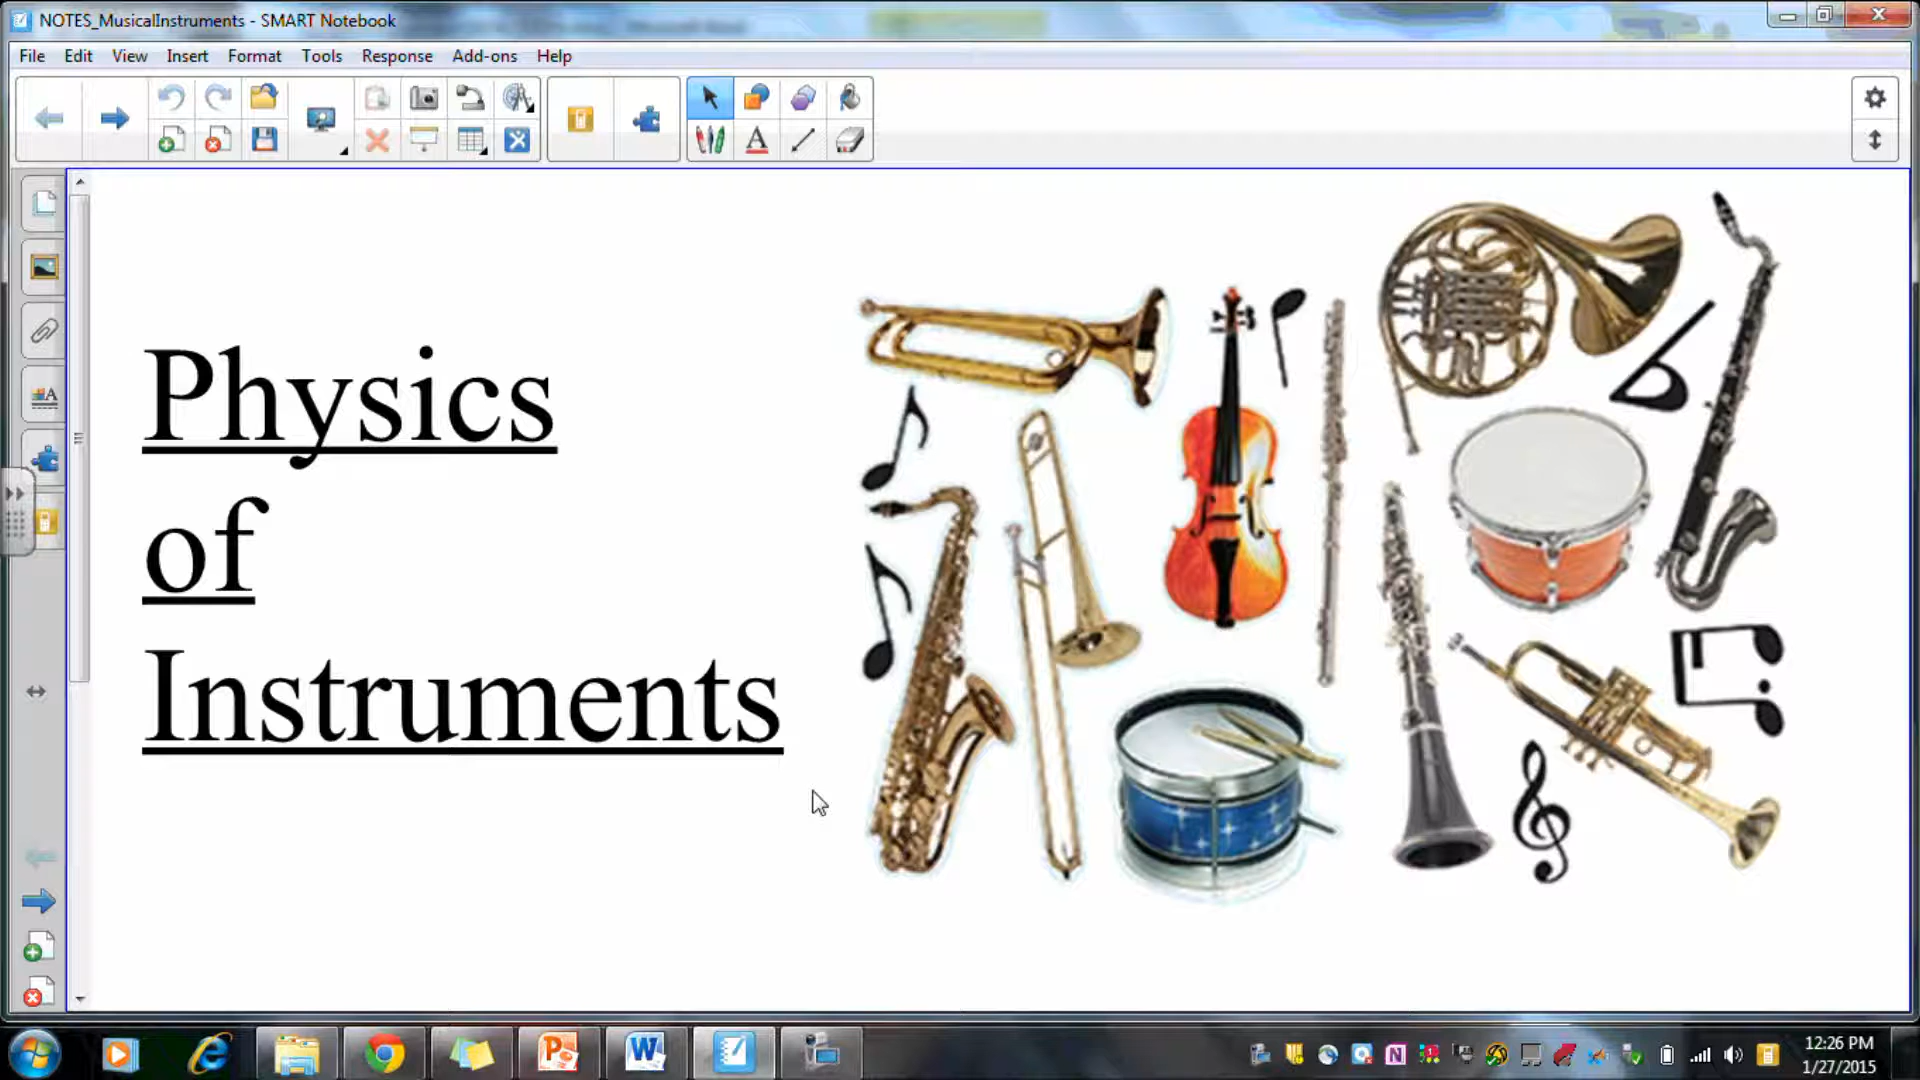 NOTES_MusicalInstruments - SMART Notebook
File Edit View Insert Format Tools Response Add-ons Help
Physics
of
Instruments
12:26 PM
1/27/2015